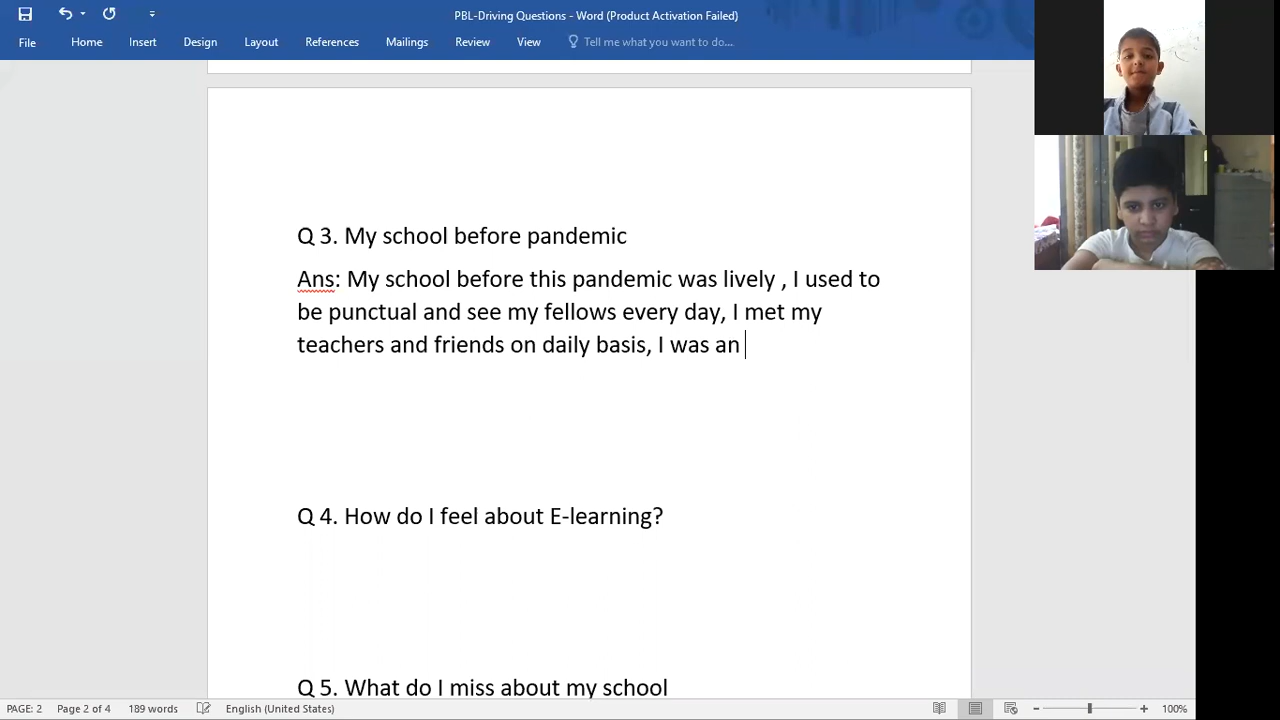 PBL-Driving Questions - Word (Product Activation Failed)
File Home Insert Design Layout References Mailings Review View Tell me what you want to do...
Q 3. My school before pandemic
Ans: My school before this pandemic was lively , I used to
be punctual and see my fellows every day, I met my
teachers and friends on daily basis, I was an
Q 4. How do I feel about E-learning?
Q 5. What do I miss about my school
PAGE: 2 Page 2 of 4 189 words English (United States) 100%